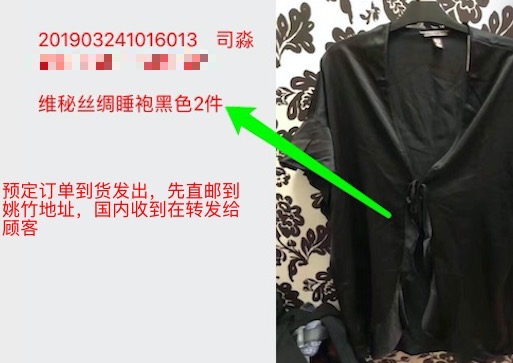 201903241016013 司淼
维秘丝绸睡袍黑色2件
预定订单到货发出，先直邮到
姚竹地址，国内收到在转发给
顾客